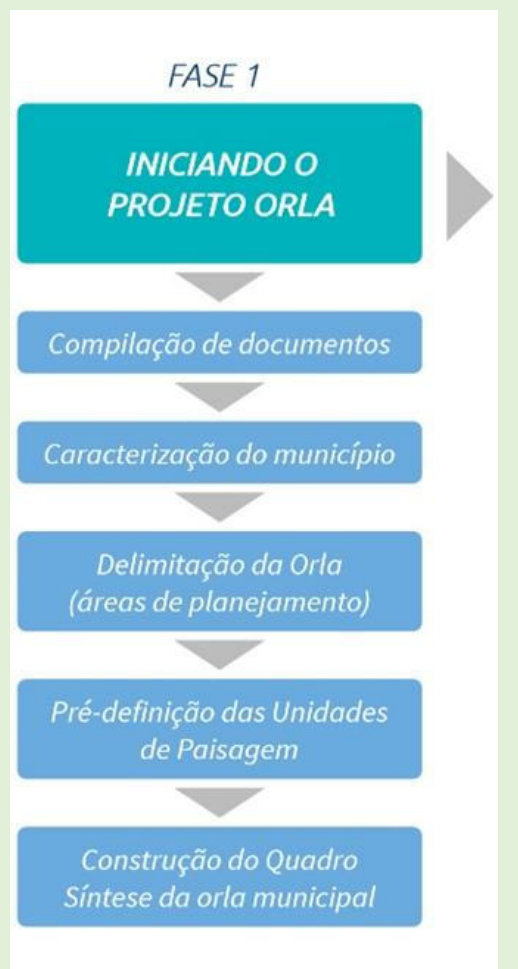 FASE 1
INICIANDO O
PROJETO ORLA
Compilação de documentos
Caracterização do município
Delimitação da Orla
(áreas de planejamento)
Pré-definição das Unidades
de Paisagem
Construção do Quadro
Síntese da orla municipal